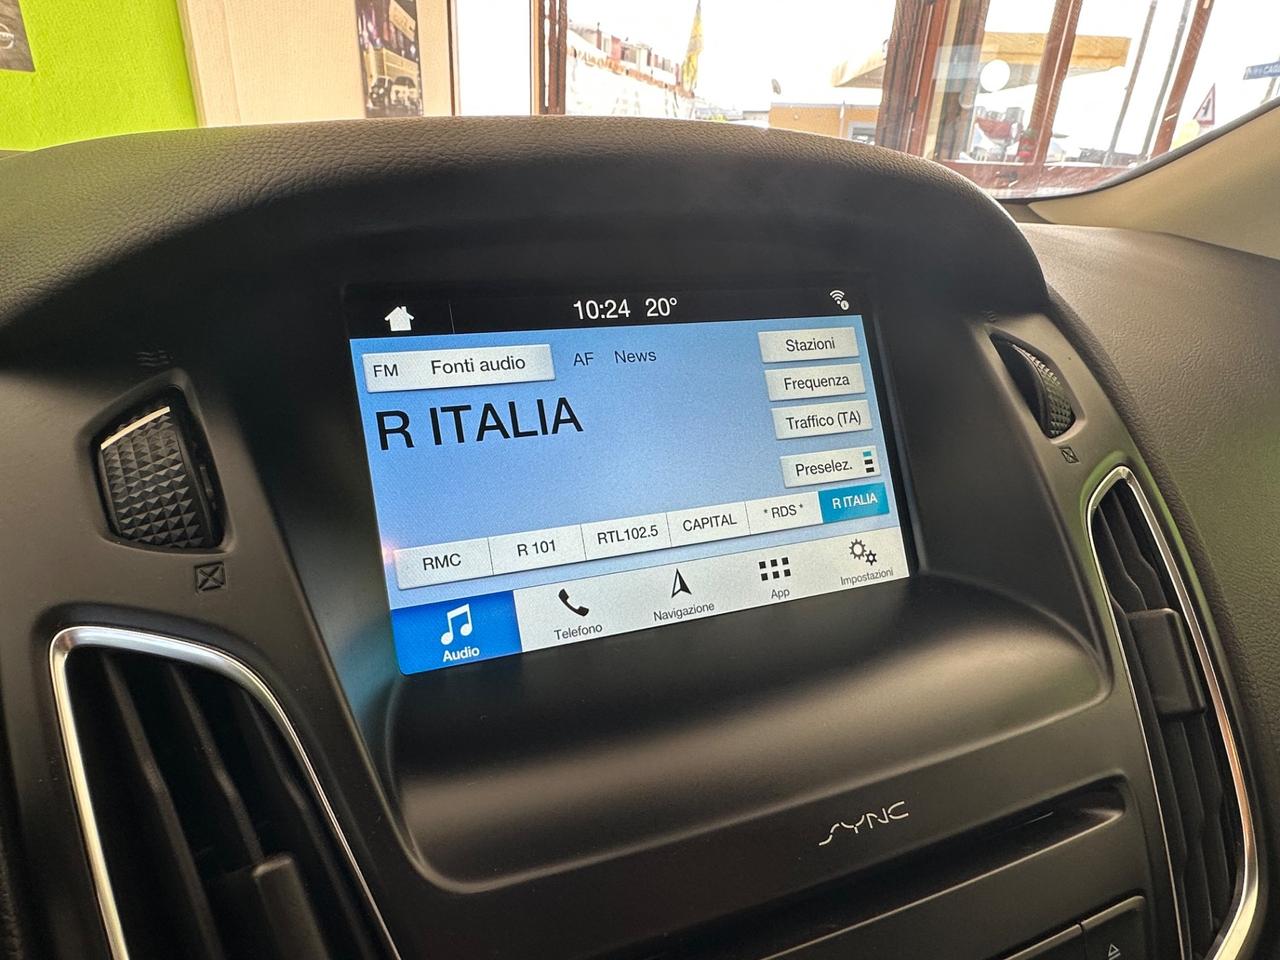 10:24 20°
FM Fonti audio AF News
Stazioni
R ITALIA
Frequenza
Traffico (TA)
Preselez.
RMC R 101 RTL102.5 CAPITAL * RDS * R ITALIA
Audio Telefono Navigazione App Impostazioni
SYNC